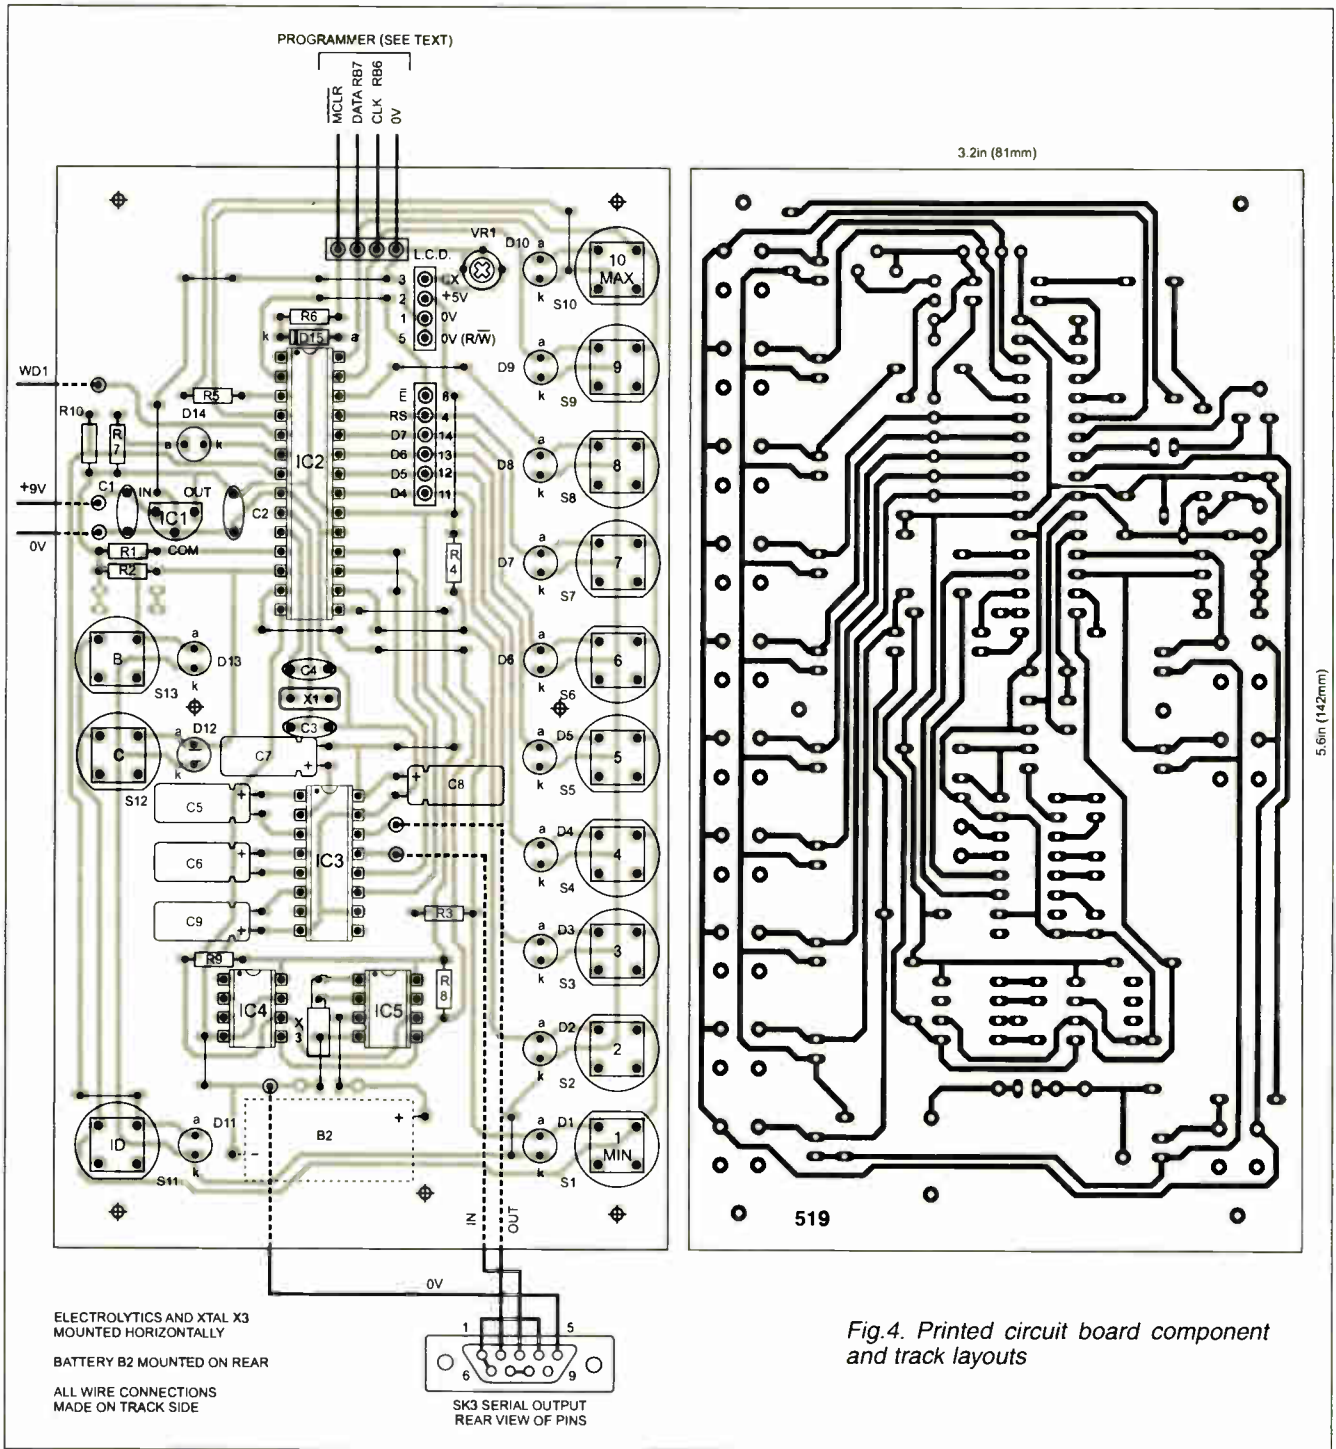 PROGRAMMER (SEE TEXT)
MCLR
DATA RB7
CLK RB6
0V
3.2in (81mm)
5.6in (142mm)
L.C.D.
VR1
D10
a
k
10
MAX
S10
3
CX
2
+5V
1
0V
5
0V (R/W)
R6
k
D15
a
WD1
R5
D14
a
k
R10
R
7
IC2
E
6
RS
4
D7
14
D6
13
D5
12
D4
11
D9
a
k
9
S9
D8
a
k
8
S8
+9V
C1
IN
OUT
IC1
C2
0V
COM
R1
R2
R
4
D7
a
k
7
S7
B
a
D13
k
S13
C4
X1
C3
D6
a
k
6
S6
C
a
D12
k
S12
C7
+
C8
+
D5
a
k
5
S5
C5
+
C6
+
IC3
C9
+
D4
a
k
4
S4
R3
D3
a
k
3
S3
R9
IC4
X
3
IC5
R
8
D2
a
k
2
S2
ID
a
D11
k
S11
B2
+
-
D1
a
k
1
MIN
S1
519
IN
OUT
0V
ELECTROLYTICS AND XTAL X3
MOUNTED HORIZONTALLY
BATTERY B2 MOUNTED ON REAR
ALL WIRE CONNECTIONS
MADE ON TRACK SIDE
1
5
6
9
SK3 SERIAL OUTPUT
REAR VIEW OF PINS
Fig.4. Printed circuit board component
and track layouts